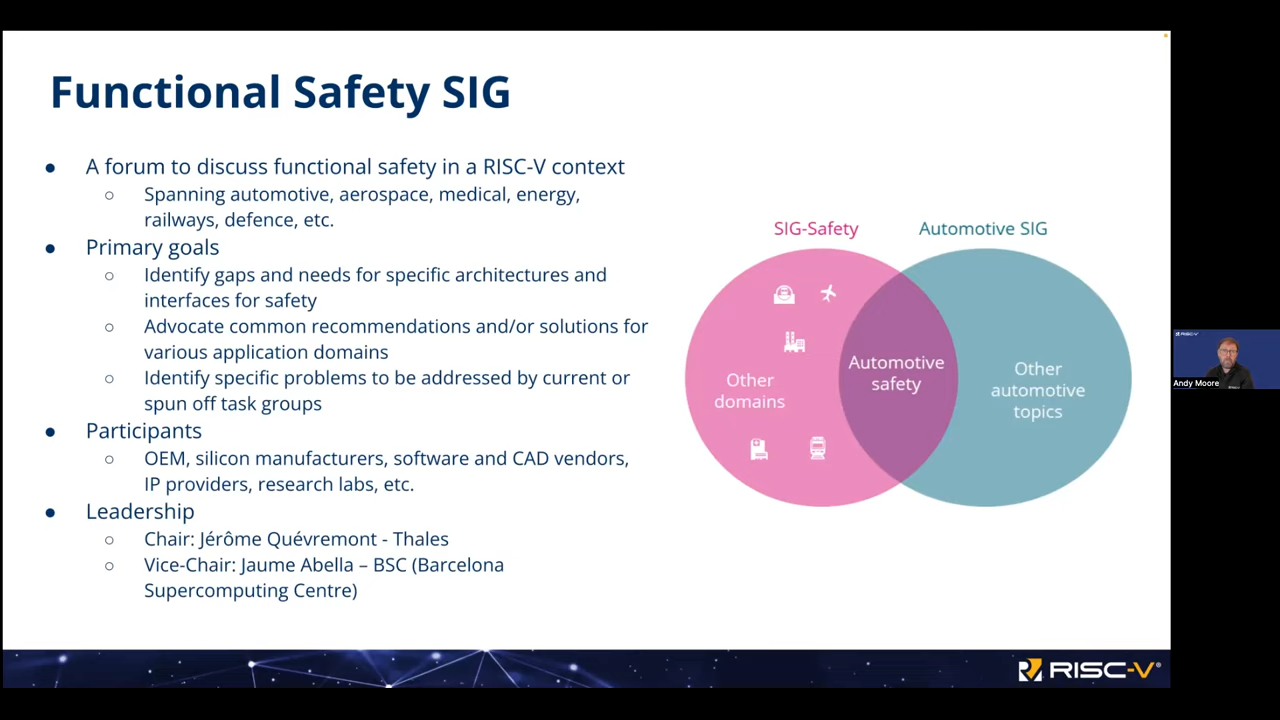 Functional Safety SIG
● A forum to discuss functional safety in a RISC-V context
○ Spanning automotive, aerospace, medical, energy,
railways, defence, etc.
● Primary goals
○ Identify gaps and needs for specific architectures and
interfaces for safety
○ Advocate common recommendations and/or solutions for
various application domains
○ Identify specific problems to be addressed by current or
spun off task groups
● Participants
○ OEM, silicon manufacturers, software and CAD vendors,
IP providers, research labs, etc.
● Leadership
○ Chair: Jérôme Quévremont - Thales
○ Vice-Chair: Jaume Abella – BSC (Barcelona
Supercomputing Centre)
SIG-Safety
Automotive SIG
Other
domains
Automotive
safety
Other
automotive
topics
RISC-V®
RISC-V
Andy Moore